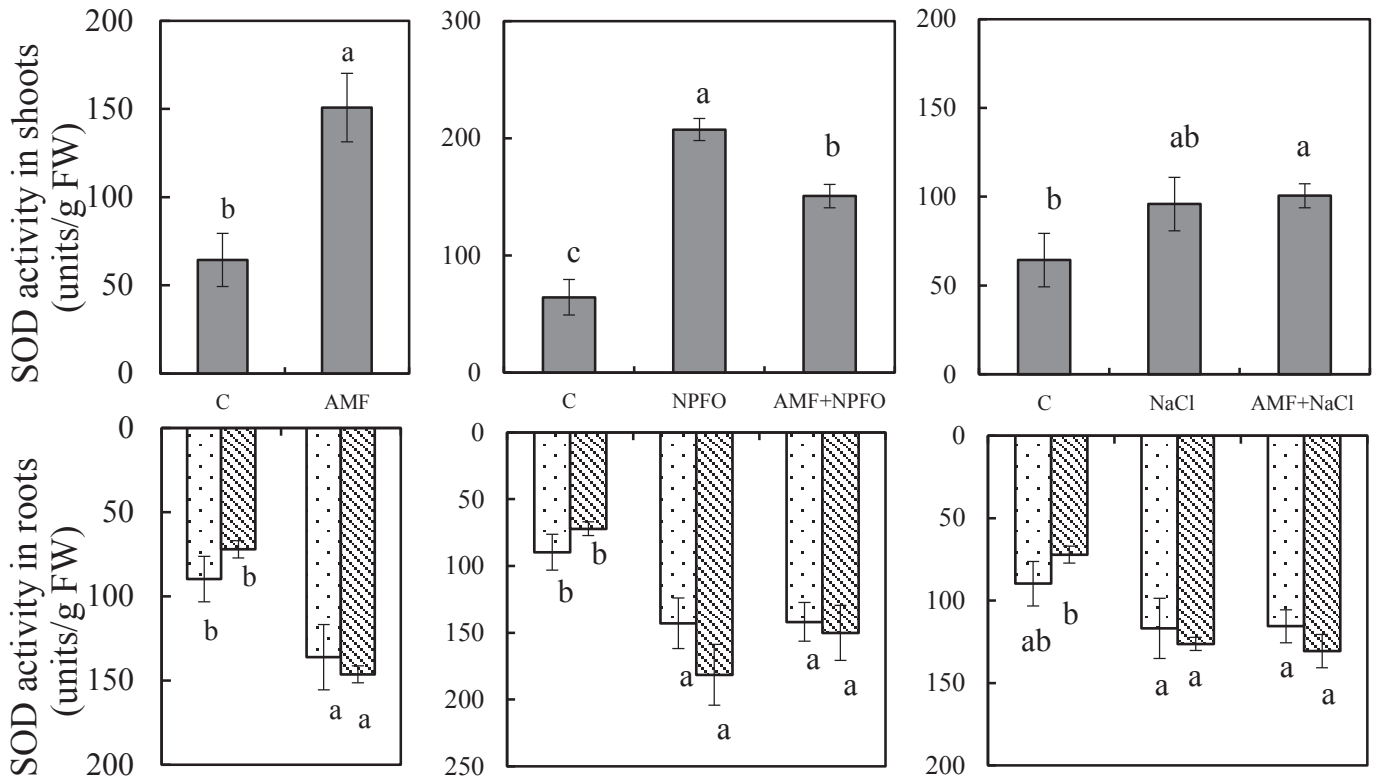 SOD activity in shoots
(units/g FW)
200
150
100
50
0
b
a
C
AMF
300
200
100
0
c
a
b
C
NPFO
AMF+NPFO
200
150
100
50
0
b
ab
a
C
NaCl
AMF+NaCl
SOD activity in roots
(units/g FW)
0
50
100
150
200
b
b
a
a
0
50
100
150
200
250
b
b
a
a
a
a
0
50
100
150
200
ab
b
a
a
a
a